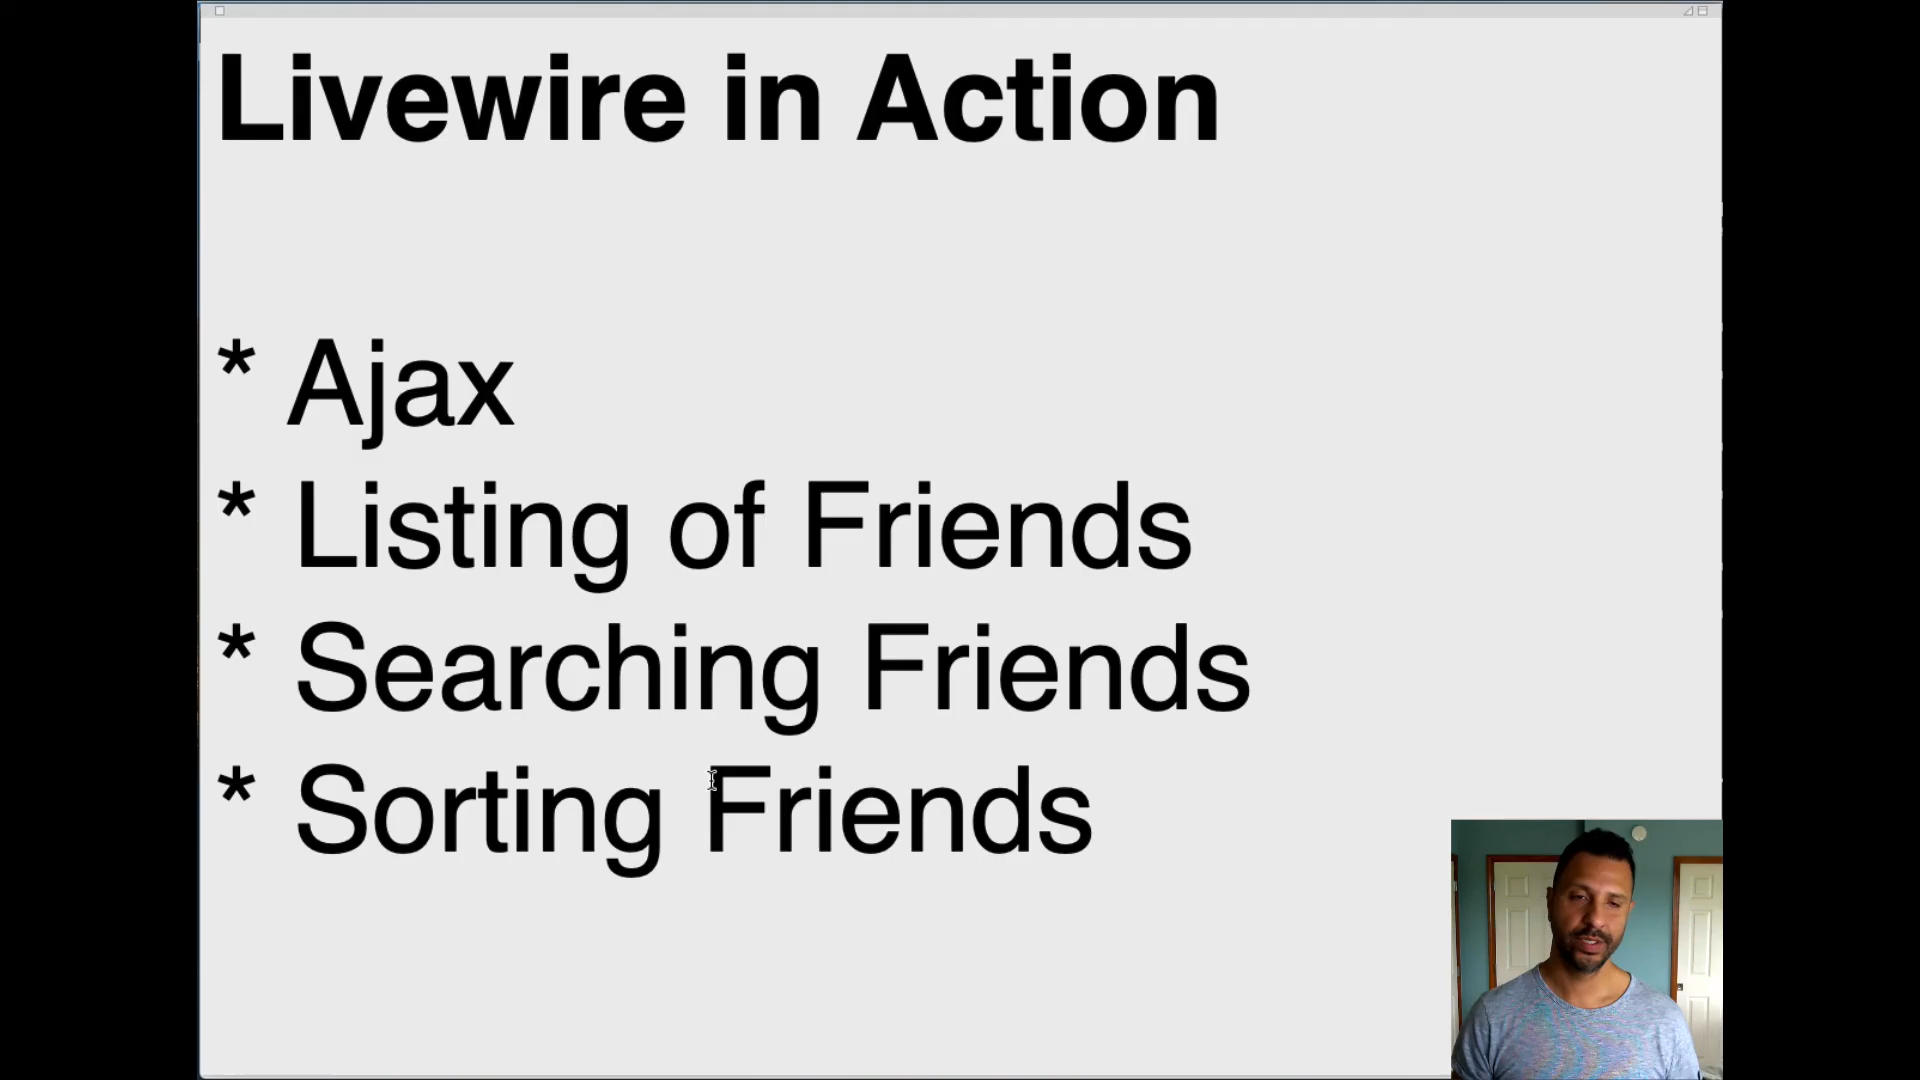 Livewire in Action
* Ajax
* Listing of Friends
* Searching Friends
* Sorting Friends